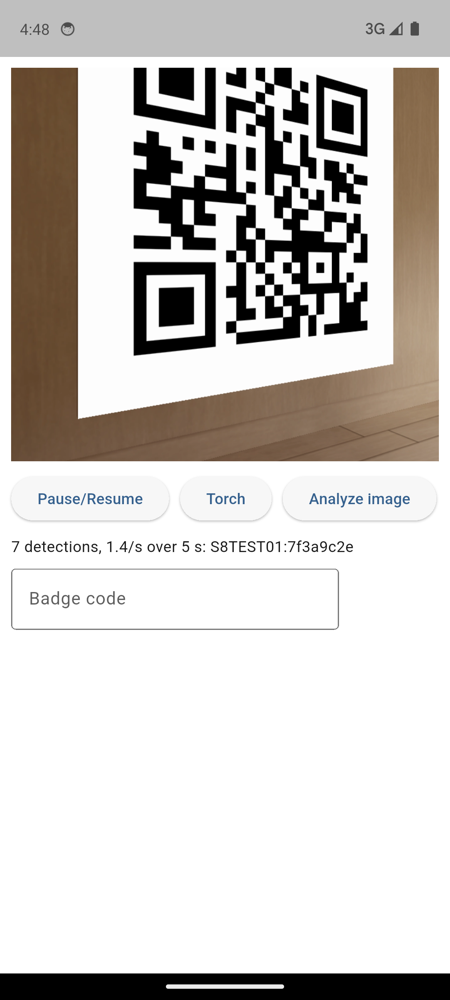 4:48 3G
Pause/Resume Torch Analyze image
7 detections, 1.4/s over 5 s: S8TEST01:7f3a9c2e
Badge code